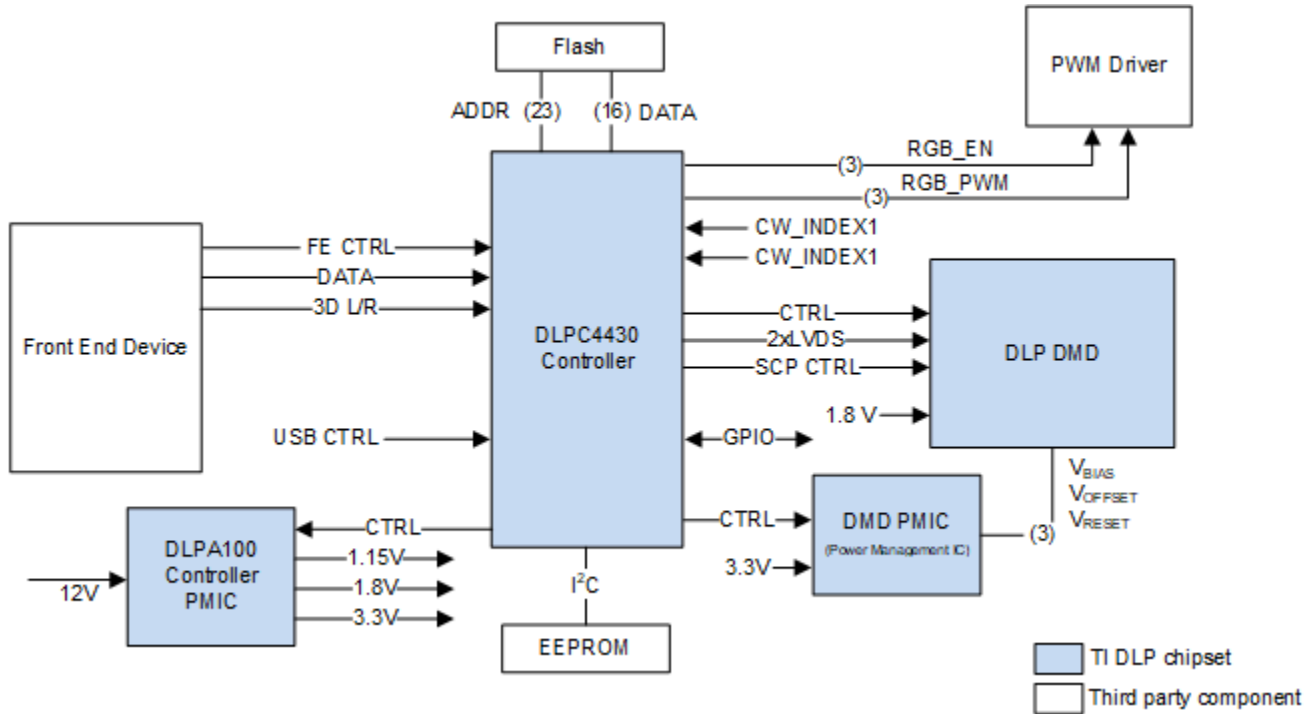 Flash
PWM Driver
ADDR (23) (16) DATA
RGB_EN
(3)
RGB_PWM
(3)
CW_INDEX1
CW_INDEX1
Front End Device
FE CTRL
DATA
3D L/R
DLPC4430
Controller
CTRL
2xLVDS
SCP CTRL
DLP DMD
1.8 V
USB CTRL
GPIO
VBIAS
VOFFSET
VRESET
(3)
CTRL
DMD PMIC
(Power Management IC)
3.3V
CTRL
DLPA100
Controller
PMIC
12V
1.15V
1.8V
3.3V
I²C
EEPROM
TI DLP chipset
Third party component